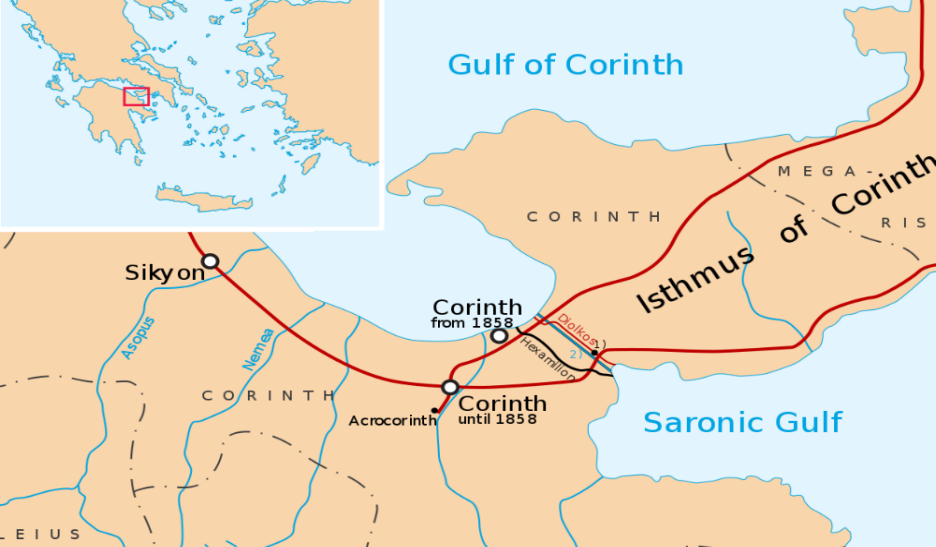 Gulf of Corinth
MEGA-
RIS
CORINTH
Isthmus of Corinth
Sikyon
Corinth
from 1858
Diolkos
1)
2)
Hexamilion
Asopus
Nemea
CORINTH
Corinth
until 1858
Acrocorinth
Saronic Gulf
LEIUS